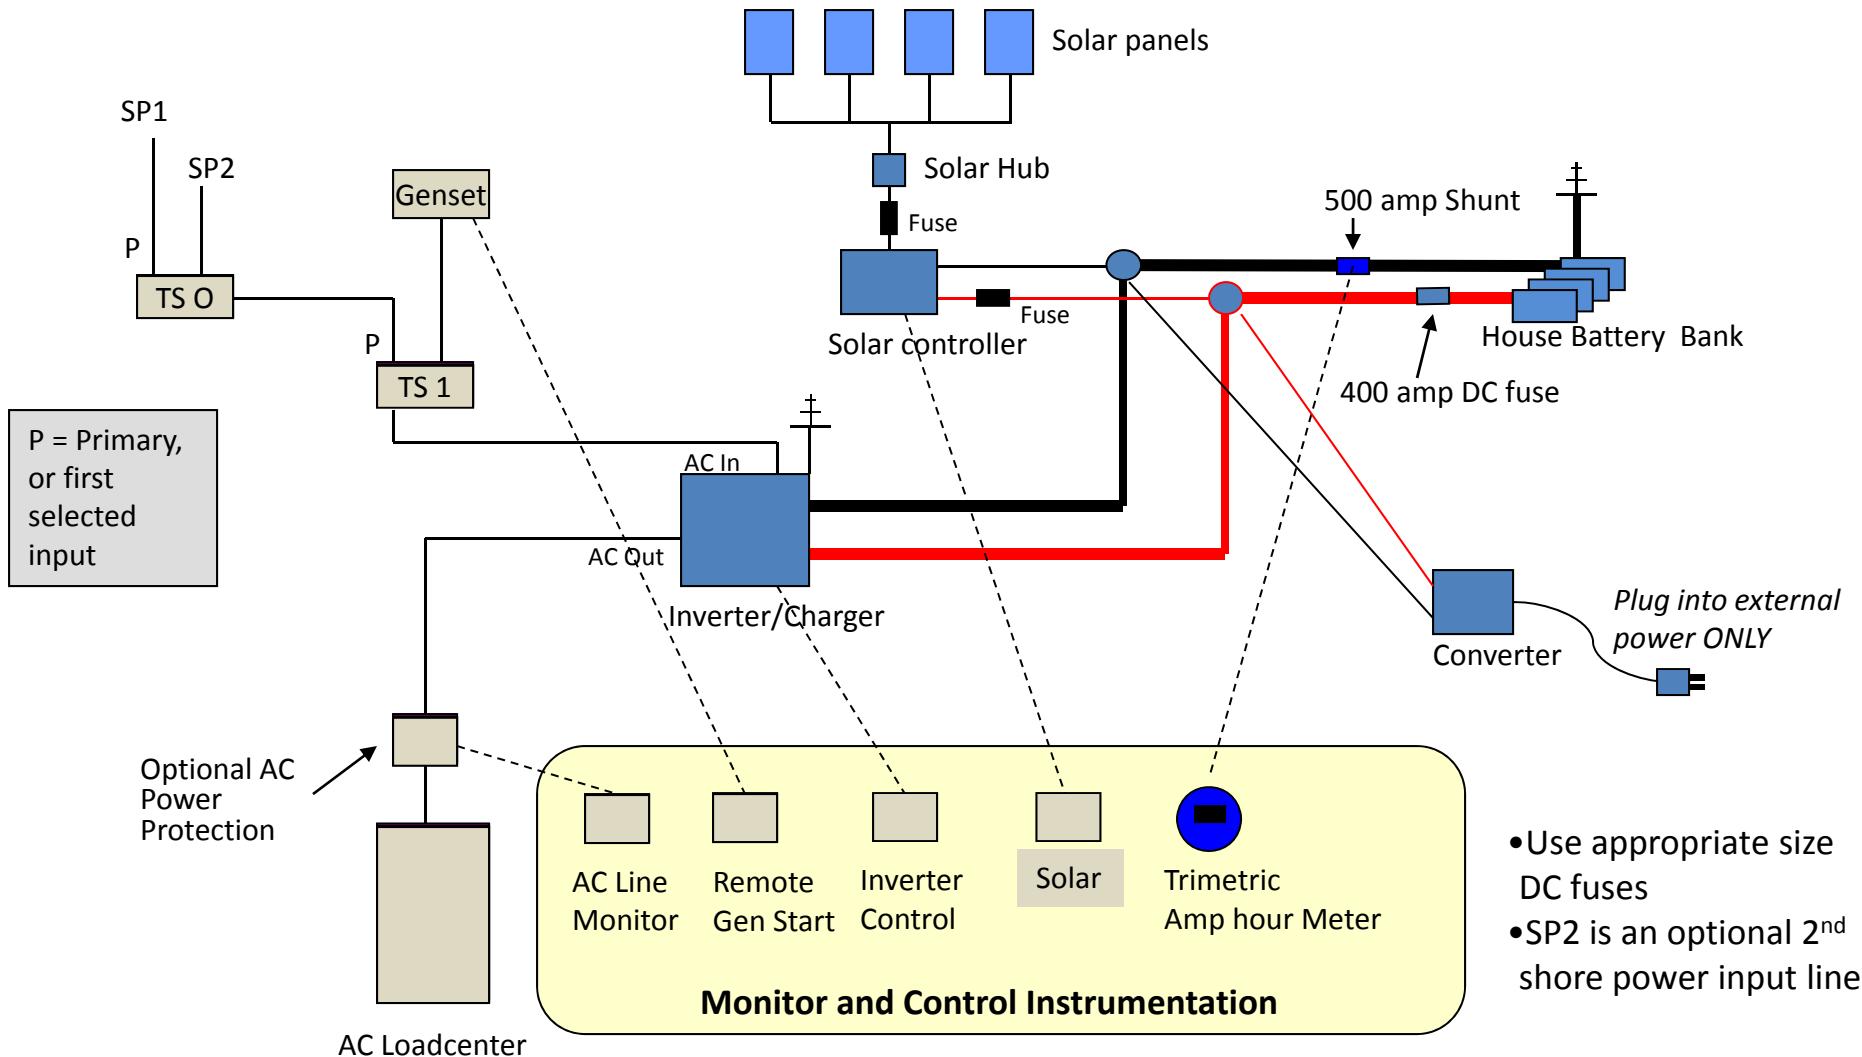 Solar panels
SP1
SP2
Solar Hub
Genset
500 amp Shunt
Fuse
P
TS O
Fuse
House Battery  Bank
Solar controller
P
TS 1
400 amp DC fuse
P = Primary,
or first
selected
input
AC In
AC Out
Inverter/Charger
Plug into external
power ONLY
Converter
Optional AC
Power
Protection
AC Line
Monitor
Remote
Gen Start
Inverter
Control
Solar
Trimetric
Amp hour Meter
•Use appropriate size
DC fuses
•SP2 is an optional 2nd
shore power input line
Monitor and Control Instrumentation
AC Loadcenter